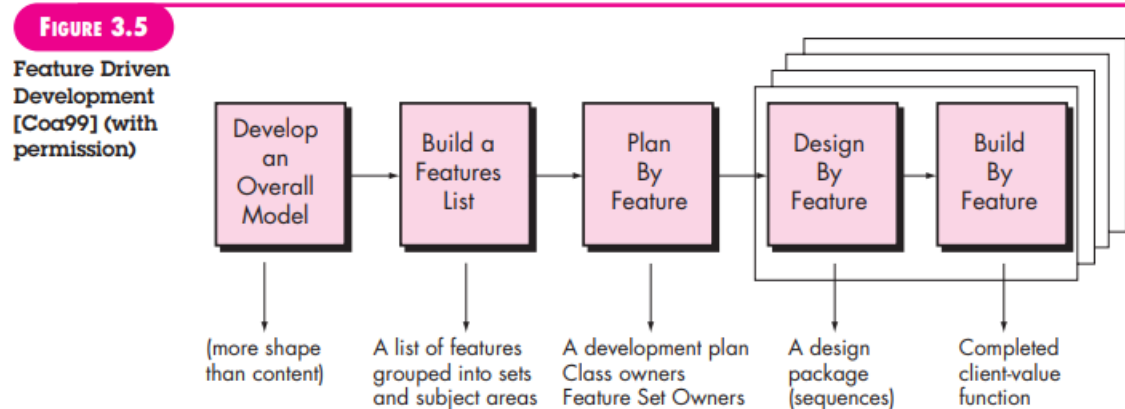 FIGURE 3.5
Feature Driven
Development
[Coa99] (with
permission)
Develop
an
Overall
Model
Build a
Features
List
Plan
By
Feature
Design
By
Feature
Build
By
Feature
(more shape
than content)
A list of features
grouped into sets
and subject areas
A development plan
Class owners
Feature Set Owners
A design
package
(sequences)
Completed
client-value
function